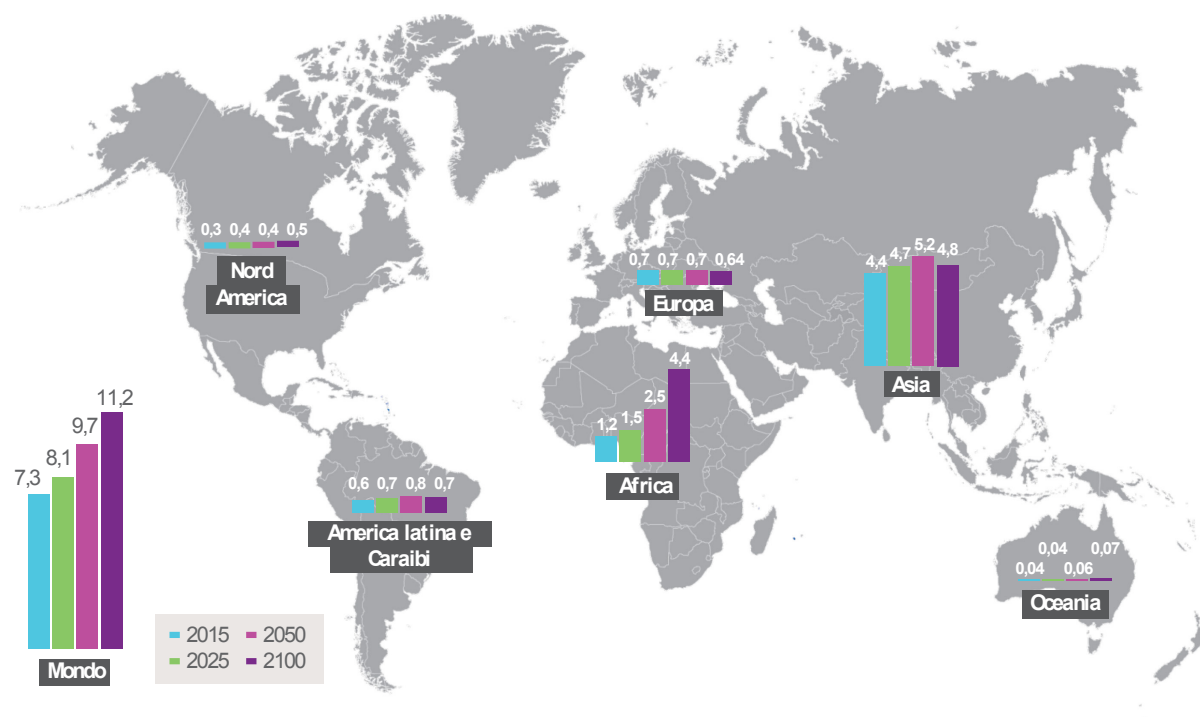 0,3 0,4 0,4 0,5
Nord
America
0,7 0,7 0,7 0,64
Europa
4,4 4,7 5,2 4,8
Asia
1,2 1,5 2,5 4,4
Africa
7,3 8,1 9,7 11,2
Mondo
0,6 0,7 0,8 0,7
America latina e
Caraibi
0,04 0,04 0,06 0,07
Oceania
2015 2050
2025 2100